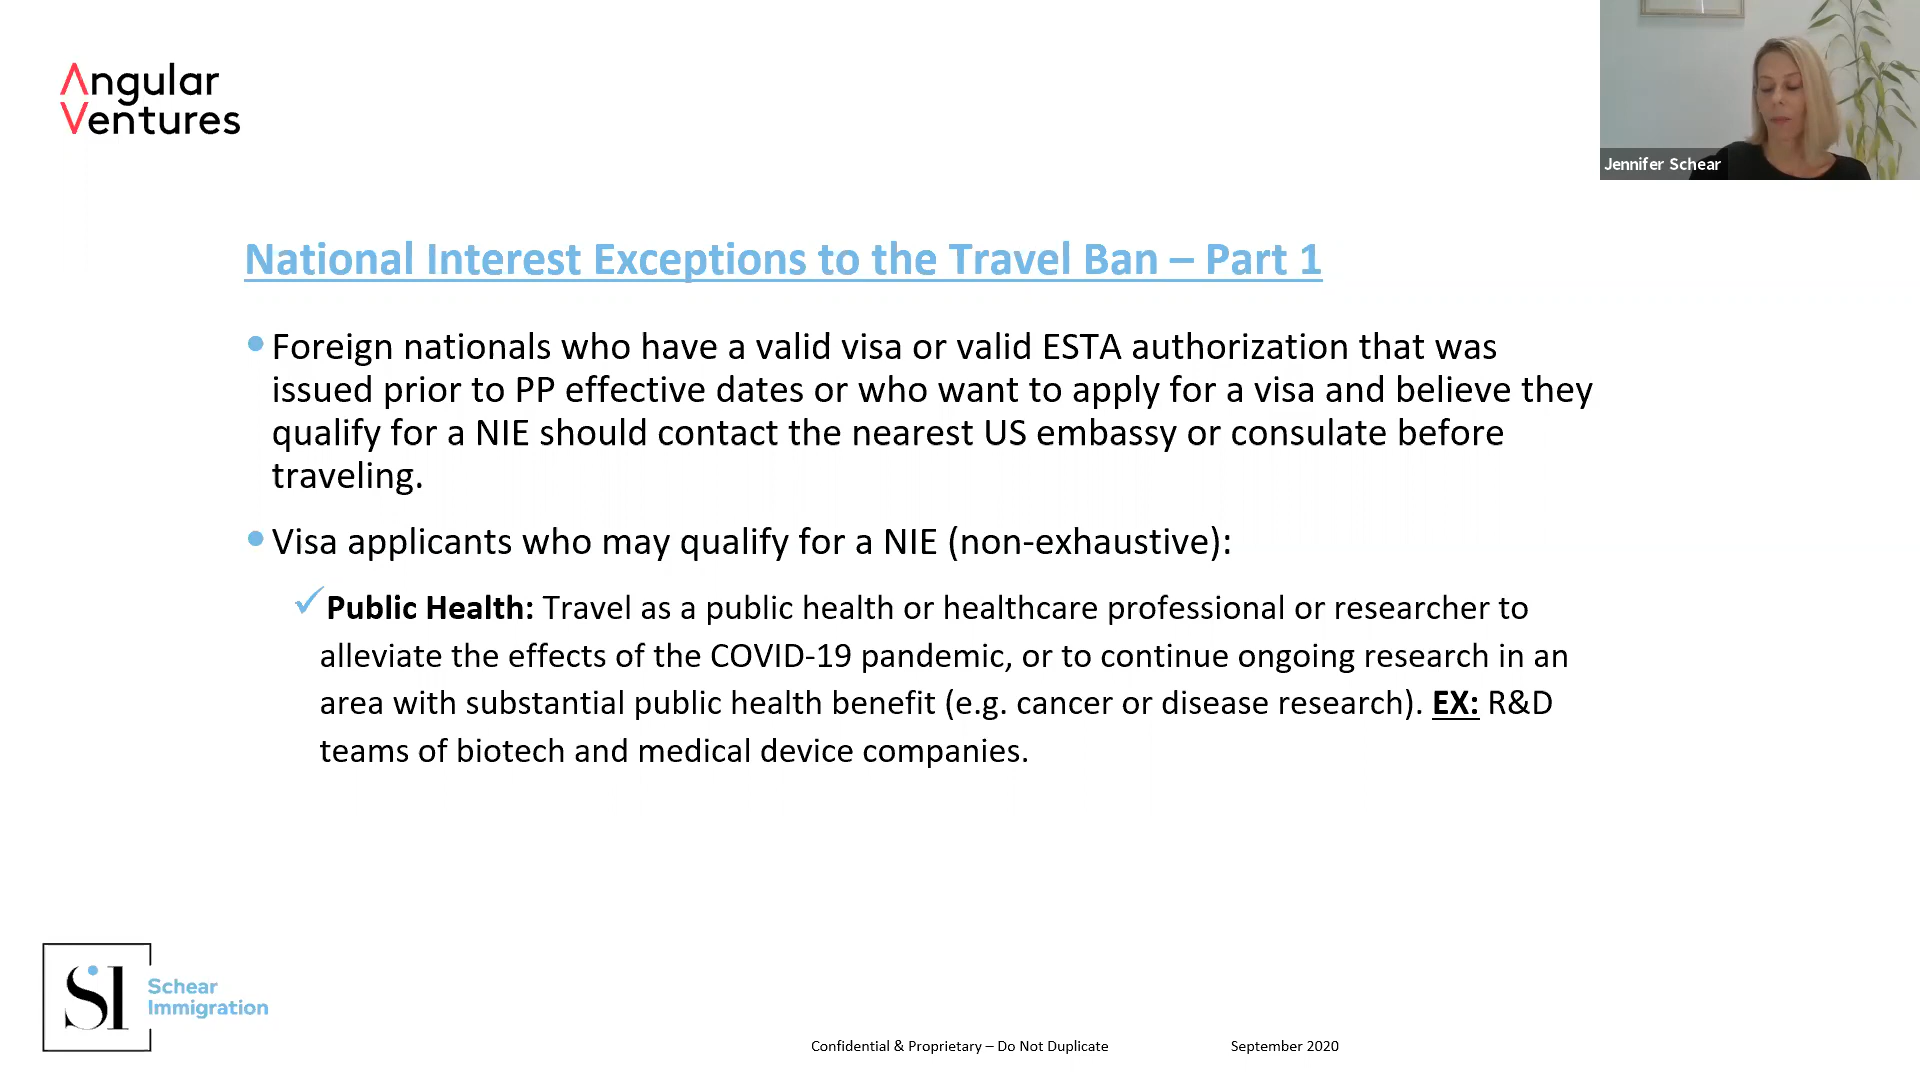 Angular
Ventures
Jennifer Schear
National Interest Exceptions to the Travel Ban – Part 1
•Foreign nationals who have a valid visa or valid ESTA authorization that was
issued prior to PP effective dates or who want to apply for a visa and believe they
qualify for a NIE should contact the nearest US embassy or consulate before
traveling.
•Visa applicants who may qualify for a NIE (non-exhaustive):
✓Public Health: Travel as a public health or healthcare professional or researcher to
alleviate the effects of the COVID-19 pandemic, or to continue ongoing research in an
area with substantial public health benefit (e.g. cancer or disease research). EX: R&D
teams of biotech and medical device companies.
SI
Schear
Immigration
Confidential & Proprietary – Do Not Duplicate
September 2020